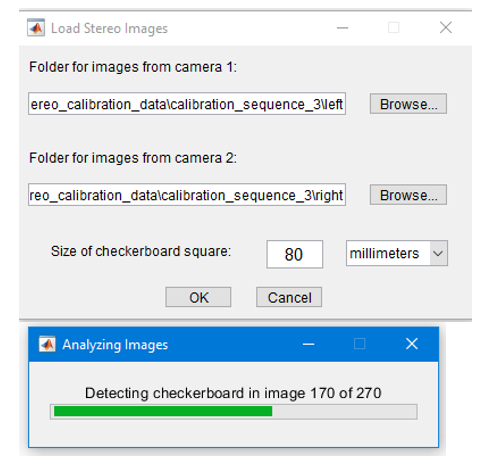 Load Stereo Images
Folder for images from camera 1:
ereo_calibration_data\calibration_sequence_3\left
Browse...
Folder for images from camera 2:
reo_calibration_data\calibration_sequence_3\right
Browse...
Size of checkerboard square:
80
millimeters
OK
Cancel
Analyzing Images
Detecting checkerboard in image 170 of 270